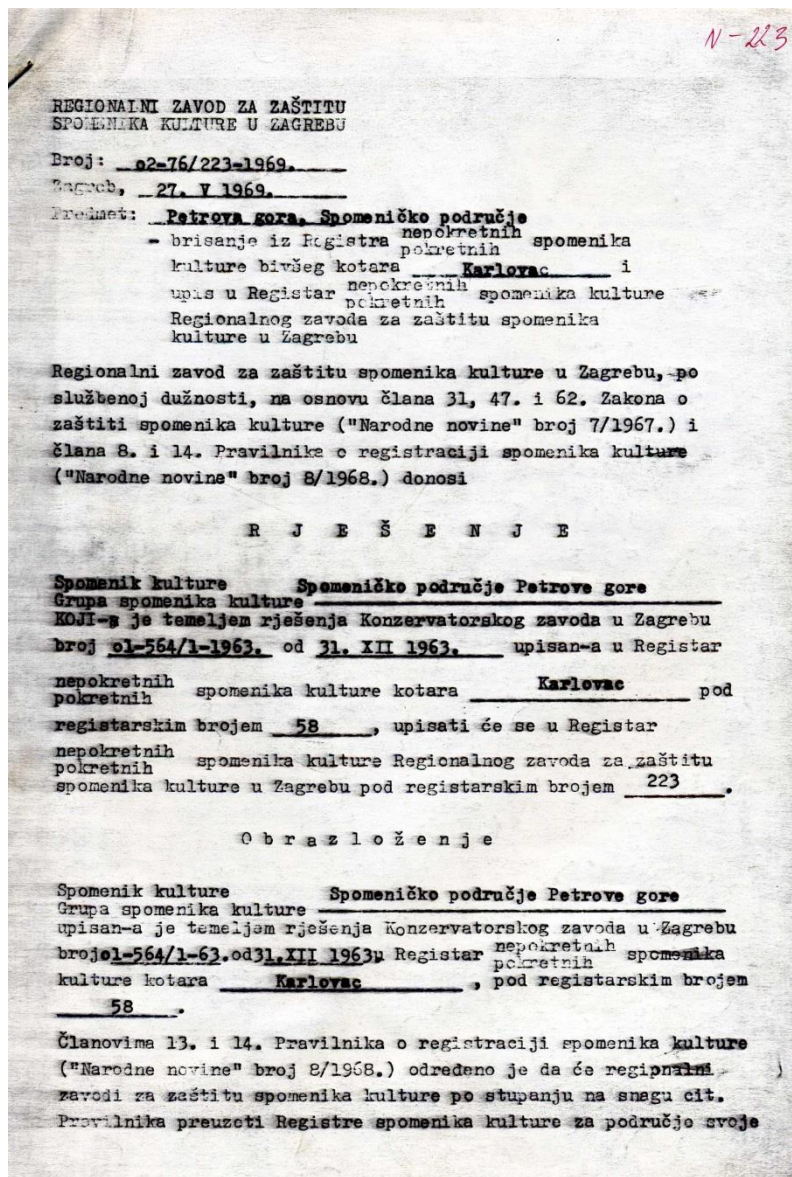 N-223
REGIONALNI ZAVOD ZA ZAŠTITU
SPOMENIKA KULTURE U ZAGREBU
Broj: o2-76/223-1969.
Zagreb, 27. V 1969.
Predmet: Petrova gora, Spomeničko područje
- brisanje iz Registra nepokretnih pokretnih spomenika
kulture bivšeg kotara Karlovac i
upis u Registar nepokretnih pokretnih spomenika kulture
Regionalnog zavoda za zaštitu spomenika
kulture u Zagrebu
Regionalni zavod za zaštitu spomenika kulture u Zagrebu, po
službenoj dužnosti, na osnovu člana 31, 47. i 62. Zakona o
zaštiti spomenika kulture ("Narodne novine" broj 7/1967.) i
člana 8. i 14. Pravilnika o registraciji spomenika kulture
("Narodne novine" broj 8/1968.) donosi
R J E Š E N J E
Spomenik kulture Spomeničko područje Petrove gore
Grupa spomenika kulture
KOJI-a je temeljem rješenja Konzervatorskog zavoda u Zagrebu
broj o1-564/1-1963. od 31. XII 1963. upisan-a u Registar
nepokretnih pokretnih spomenika kulture kotara Karlovac pod
registarskim brojem 58, upisati će se u Registar
nepokretnih pokretnih spomenika kulture Regionalnog zavoda za zaštitu
spomenika kulture u Zagrebu pod registarskim brojem 223.
O b r a z l o ž e n j e
Spomenik kulture Spomeničko područje Petrove gore
Grupa spomenika kulture
upisan-a je temeljem rješenja Konzervatorskog zavoda u Zagrebu
broj o1-564/1-63. od 31.XII 1963 u Registar nepokretnih pokretnih spomenika
kulture kotara Karlovac, pod registarskim brojem
58.
Članovima 13. i 14. Pravilnika o registraciji spomenika kulture
("Narodne novine" broj 8/1968.) određeno je da će regionalni
zavodi za zaštitu spomenika kulture po stupanju na snagu cit.
Pravilnika preuzeti Registre spomenika kulture za područje svoje